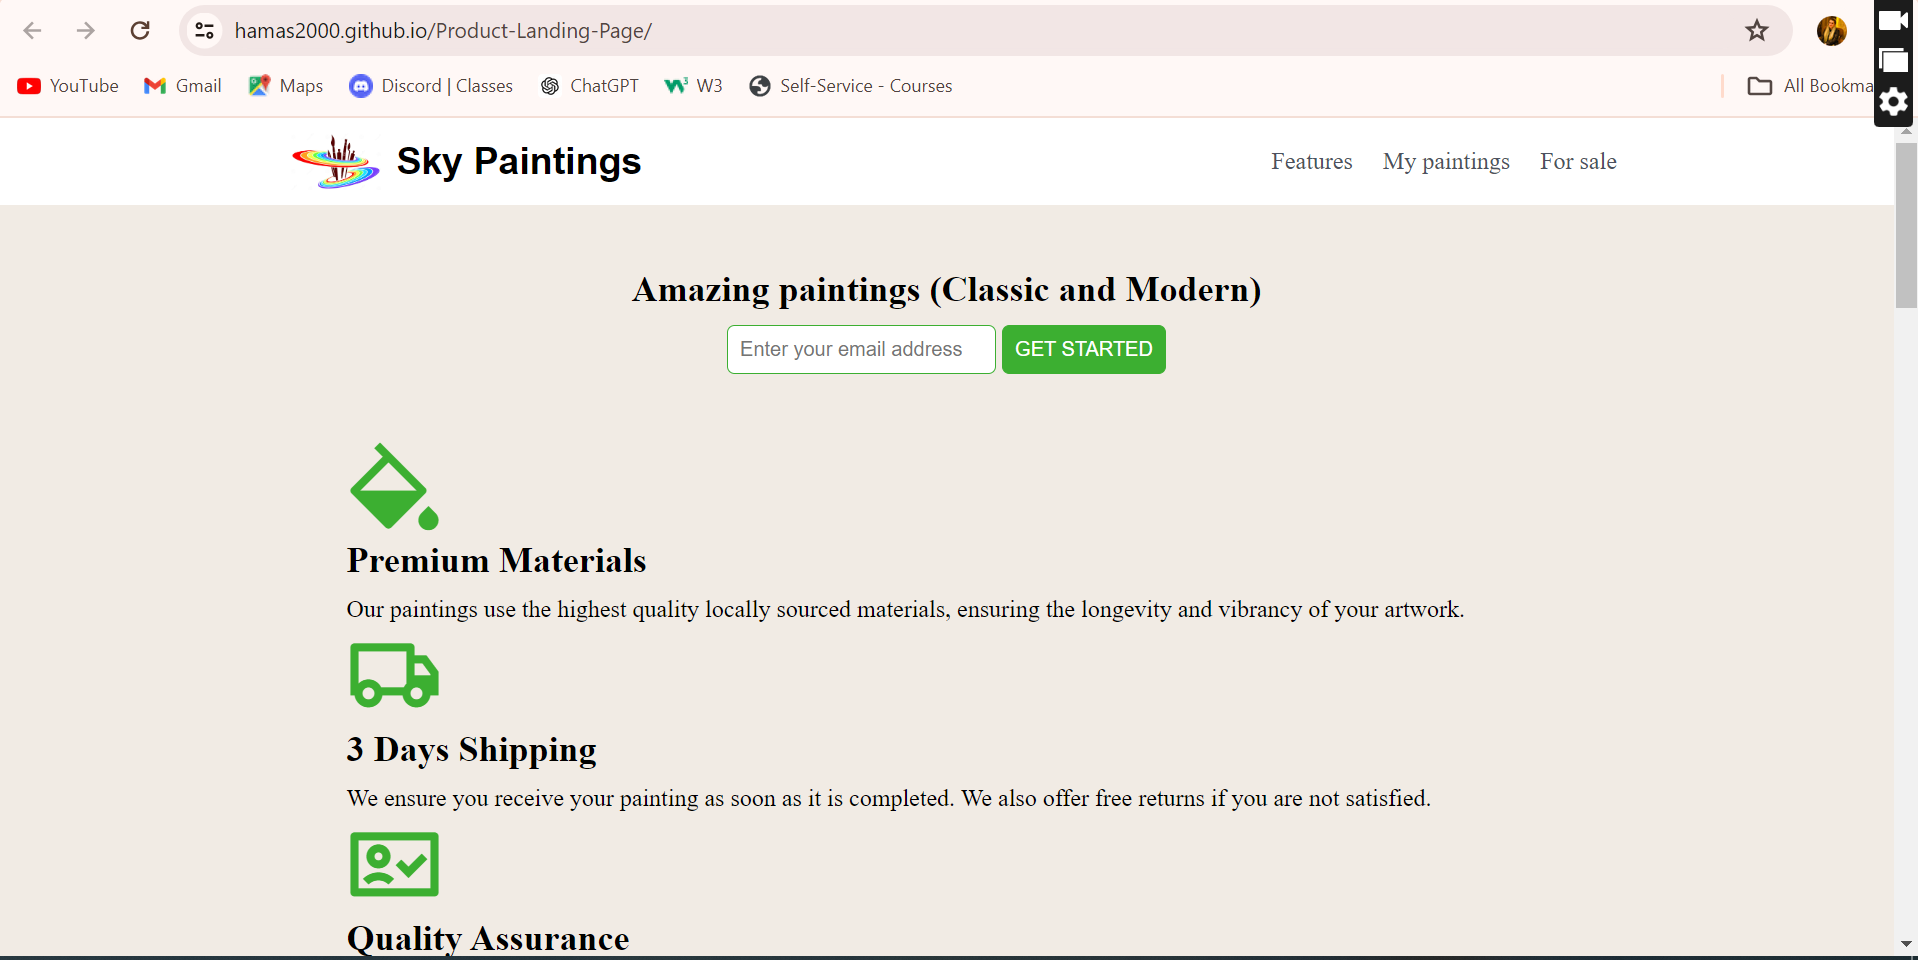 hamas2000.github.io/Product-Landing-Page/
YouTube Gmail Maps Discord | Classes ChatGPT W3 Self-Service - Courses All Bookma
Sky Paintings Features My paintings For sale
Amazing paintings (Classic and Modern)
Enter your email address GET STARTED
Premium Materials
Our paintings use the highest quality locally sourced materials, ensuring the longevity and vibrancy of your artwork.
3 Days Shipping
We ensure you receive your painting as soon as it is completed. We also offer free returns if you are not satisfied.
Quality Assurance